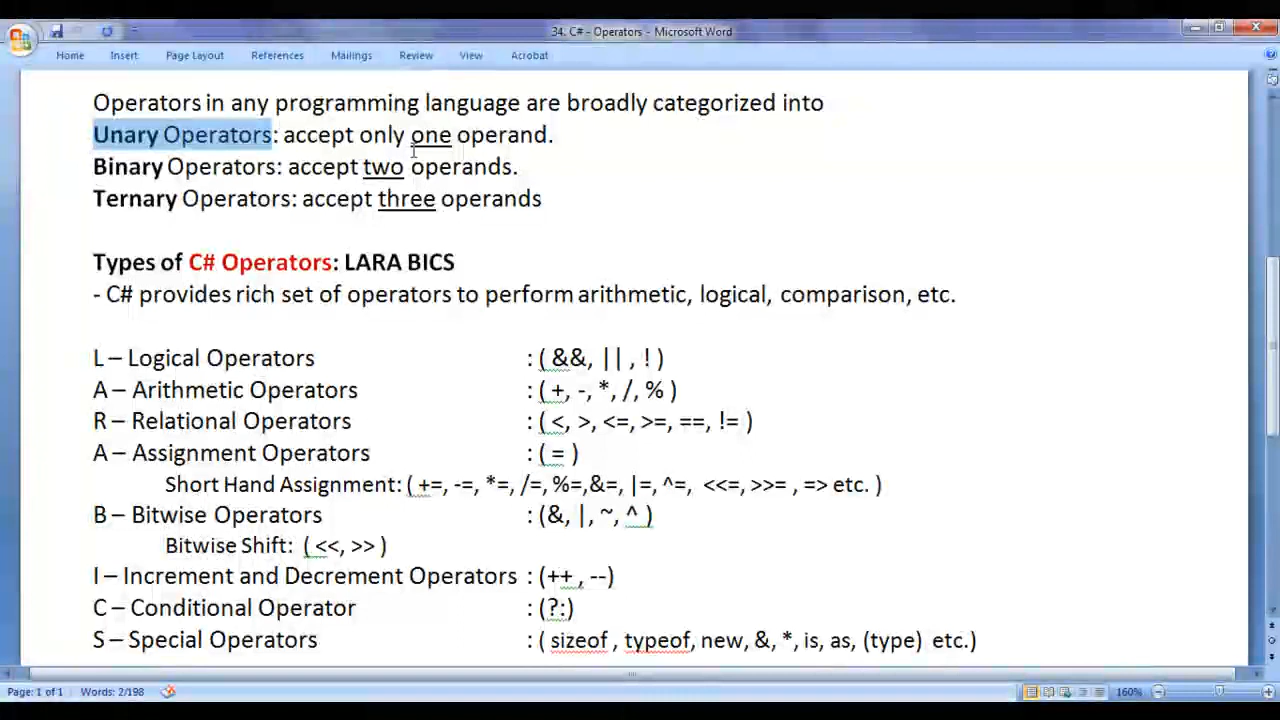 34. C# - Operators - Microsoft Word
Home Insert Page Layout References Mailings Review View Acrobat
Operators in any programming language are broadly categorized into
Unary Operators: accept only one operand.
Binary Operators: accept two operands.
Ternary Operators: accept three operands
Types of C# Operators: LARA BICS
- C# provides rich set of operators to perform arithmetic, logical, comparison, etc.
L – Logical Operators : ( &&, || , ! )
A – Arithmetic Operators : ( +, -, *, /, % )
R – Relational Operators : ( <, >, <=, >=, ==, != )
A – Assignment Operators : ( = )
Short Hand Assignment: ( +=, -=, *=, /=, %=,&=, |=, ^=, <<=, >>= , => etc. )
B – Bitwise Operators : (&, |, ~, ^ )
Bitwise Shift: ( <<, >> )
I – Increment and Decrement Operators : (++ , --)
C – Conditional Operator : (?:)
S – Special Operators : ( sizeof , typeof, new, &, *, is, as, (type) etc.)
Page: 1 of 1 Words: 2/198 160%